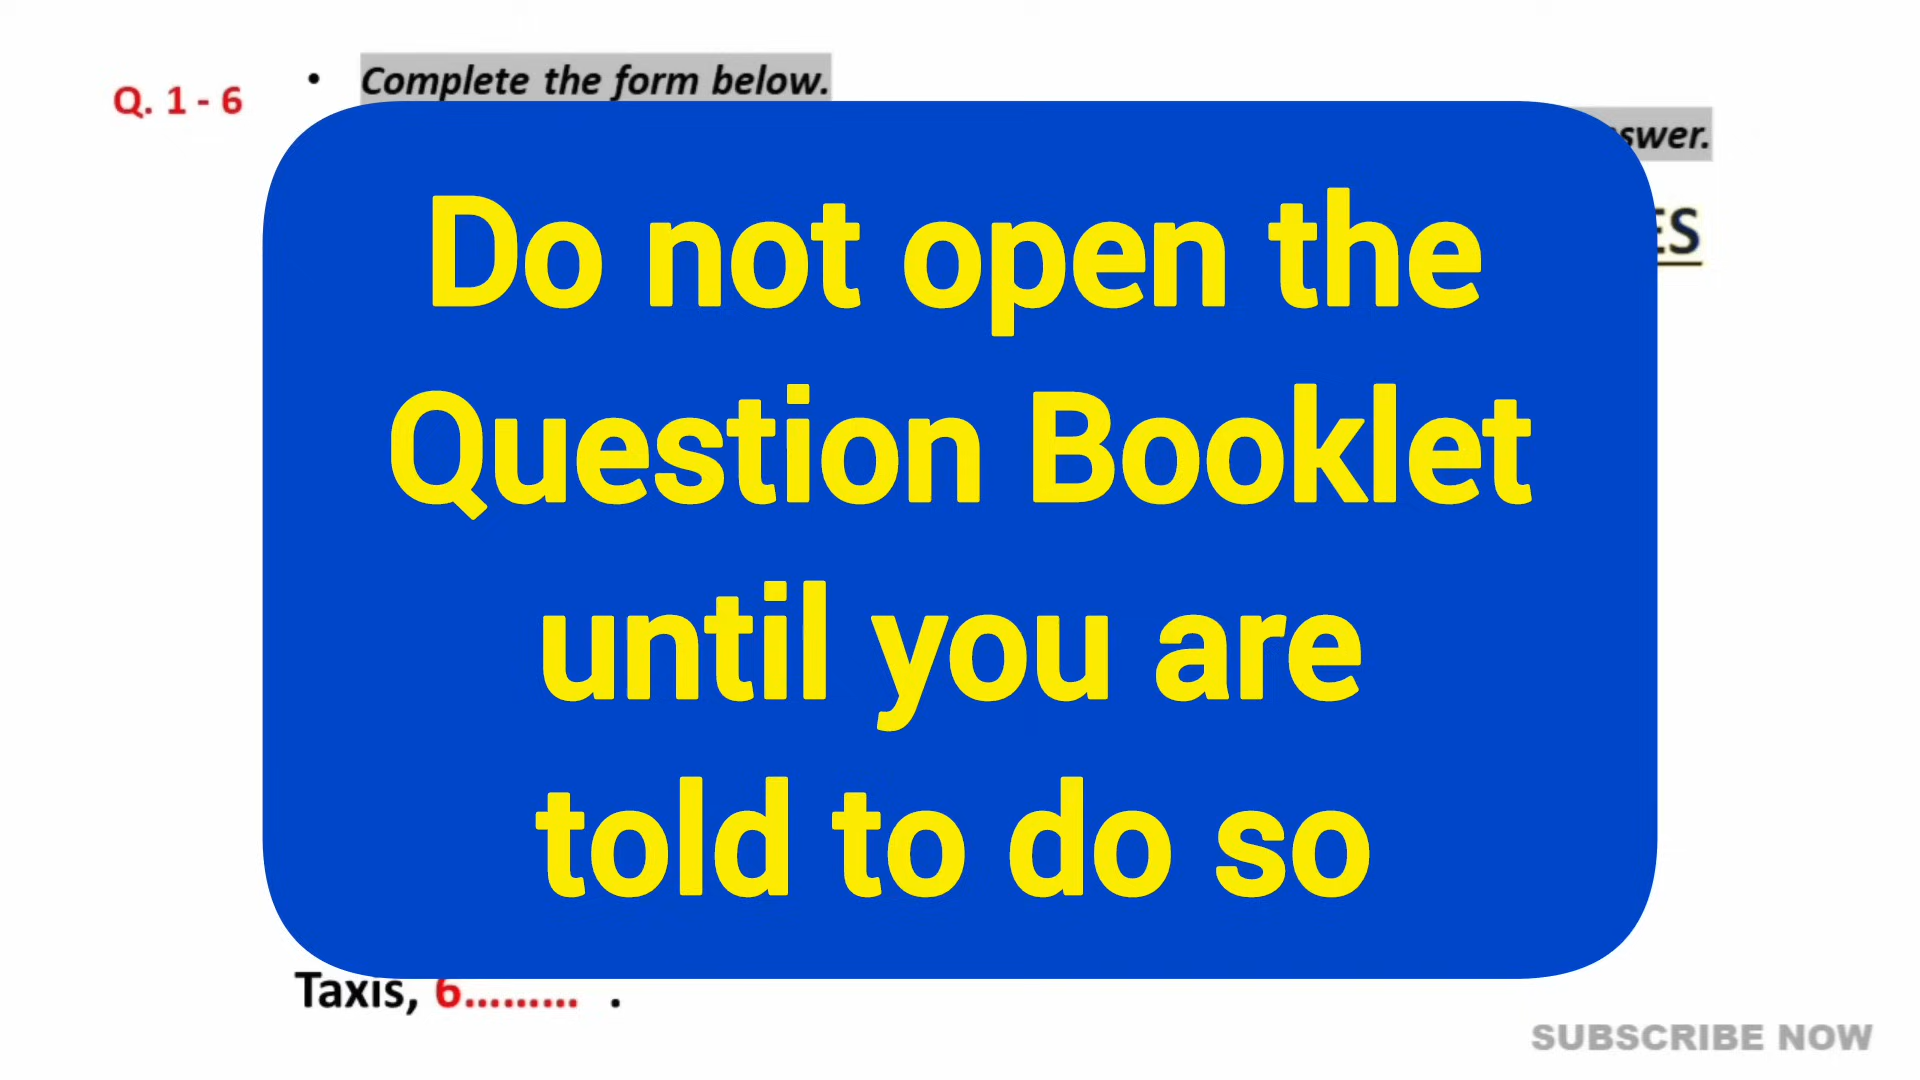 Q. 1 - 6
• Complete the form below.
swer.
ES
Do not open the
Question Booklet
until you are
told to do so
Taxis, 6......... .
SUBSCRIBE NOW